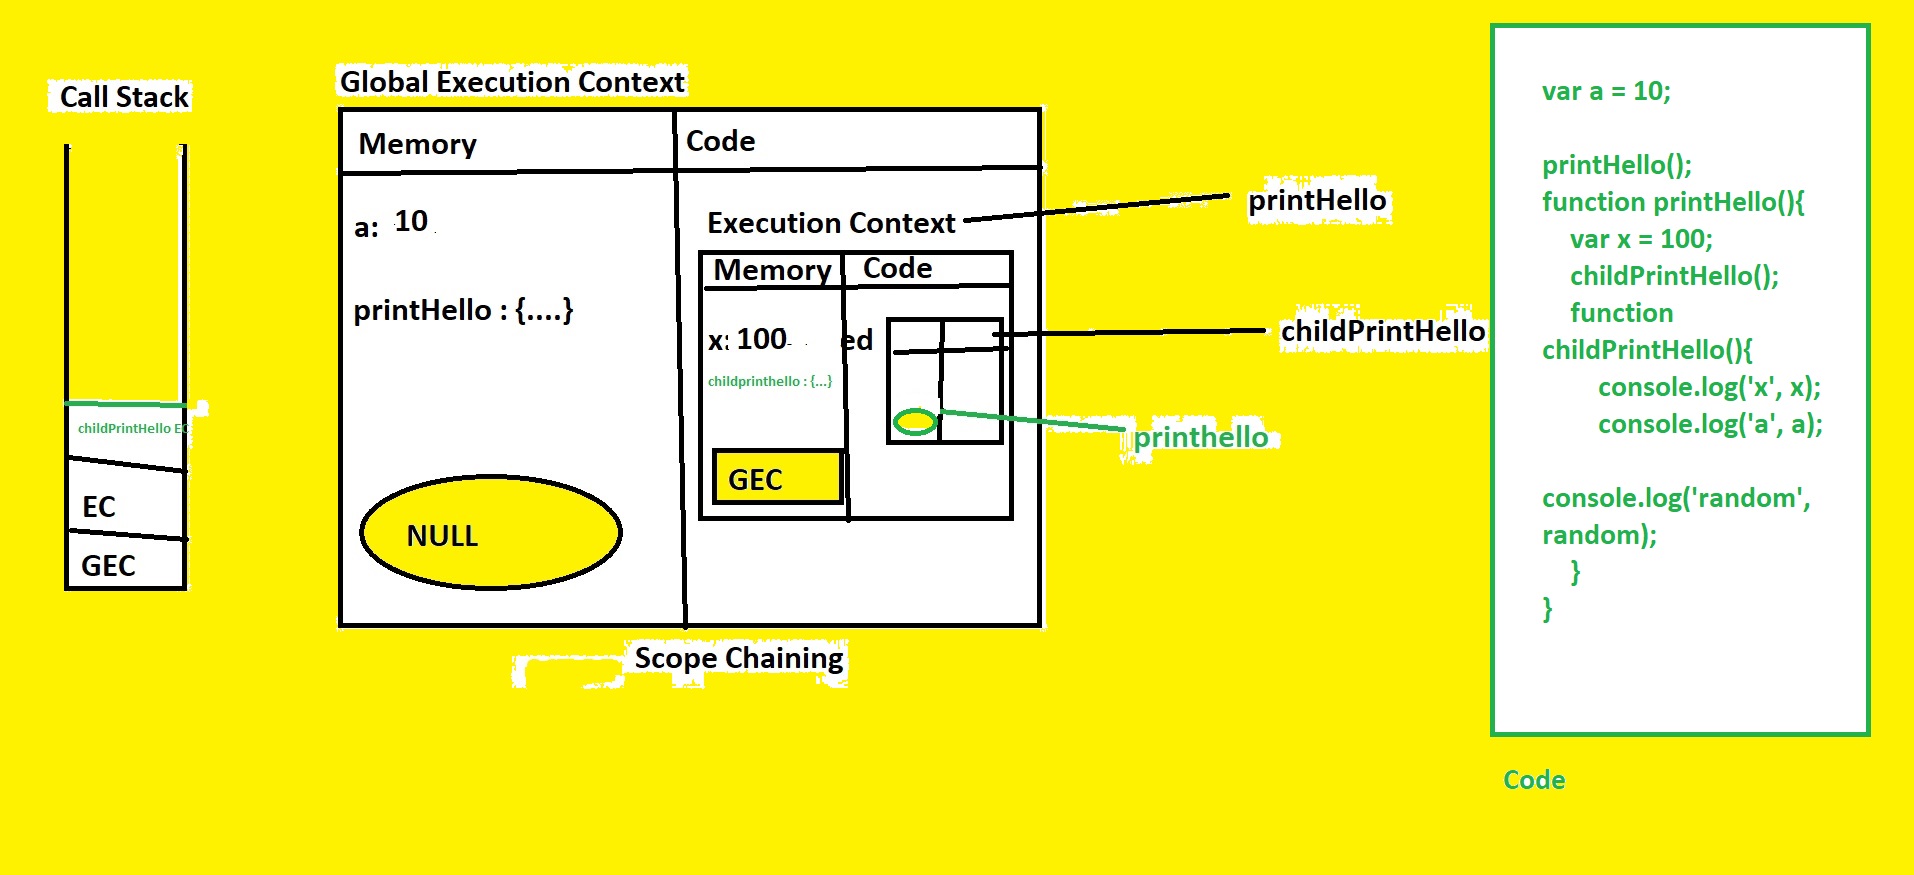 Call Stack
childPrintHello EC
EC
GEC
Global Execution Context
Memory
Code
a: 10
printHello : {....}
NULL
Execution Context
Memory
Code
x: 100
ed
childprinthello : {...}
GEC
printHello
childPrintHello
printhello
Scope Chaining
var a = 10;
printHello();
function printHello(){
var x = 100;
childPrintHello();
function
childPrintHello(){
console.log('x', x);
console.log('a', a);
console.log('random',
random);
}
}
Code